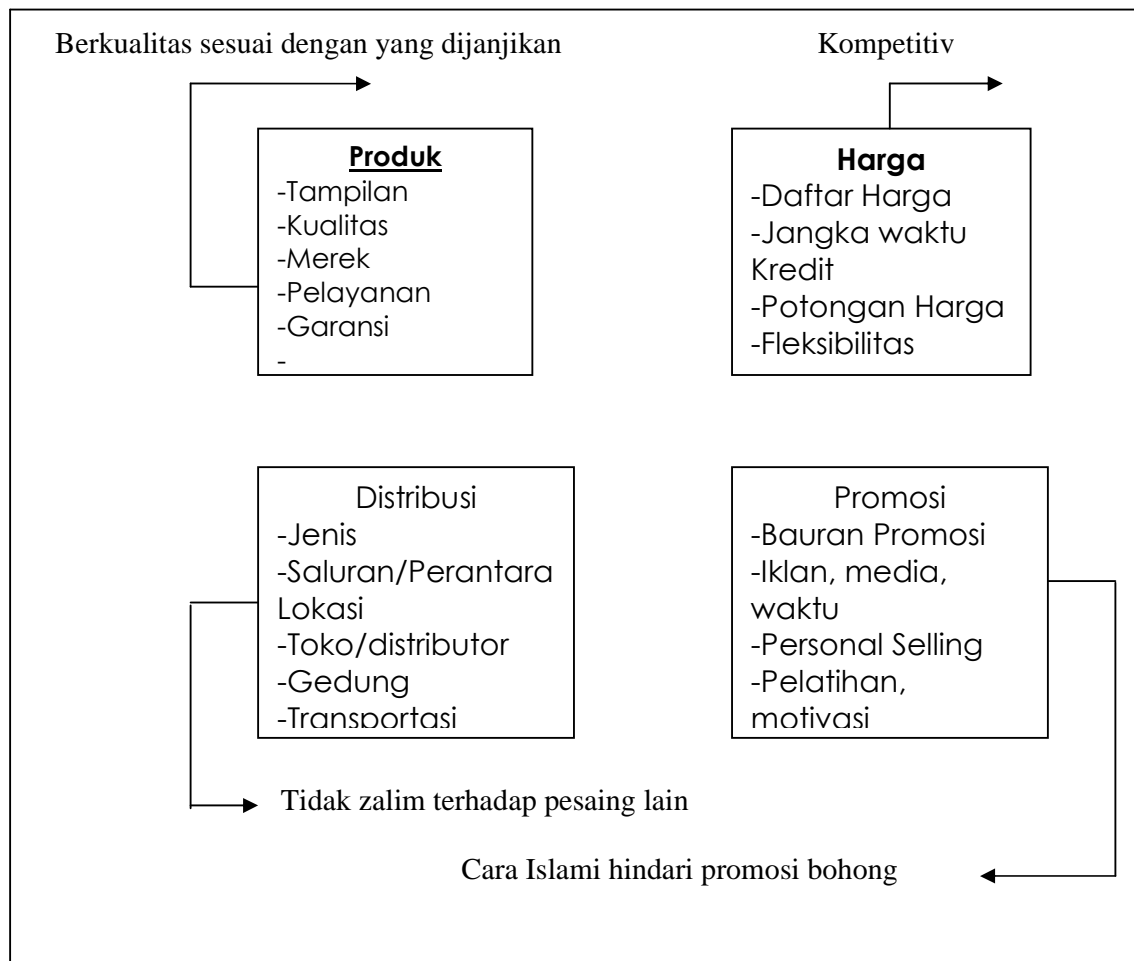 Berkualitas sesuai dengan yang dijanjikan
Kompetitiv
Produk
-Tampilan
-Kualitas
-Merek
-Pelayanan
-Garansi
-
Harga
-Daftar Harga
-Jangka waktu
Kredit
-Potongan Harga
-Fleksibilitas
Distribusi
-Jenis
-Saluran/Perantara
Lokasi
-Toko/distributor
-Gedung
-Transportasi
Promosi
-Bauran Promosi
-Iklan, media,
waktu
-Personal Selling
-Pelatihan,
motivasi
Tidak zalim terhadap pesaing lain
Cara Islami hindari promosi bohong